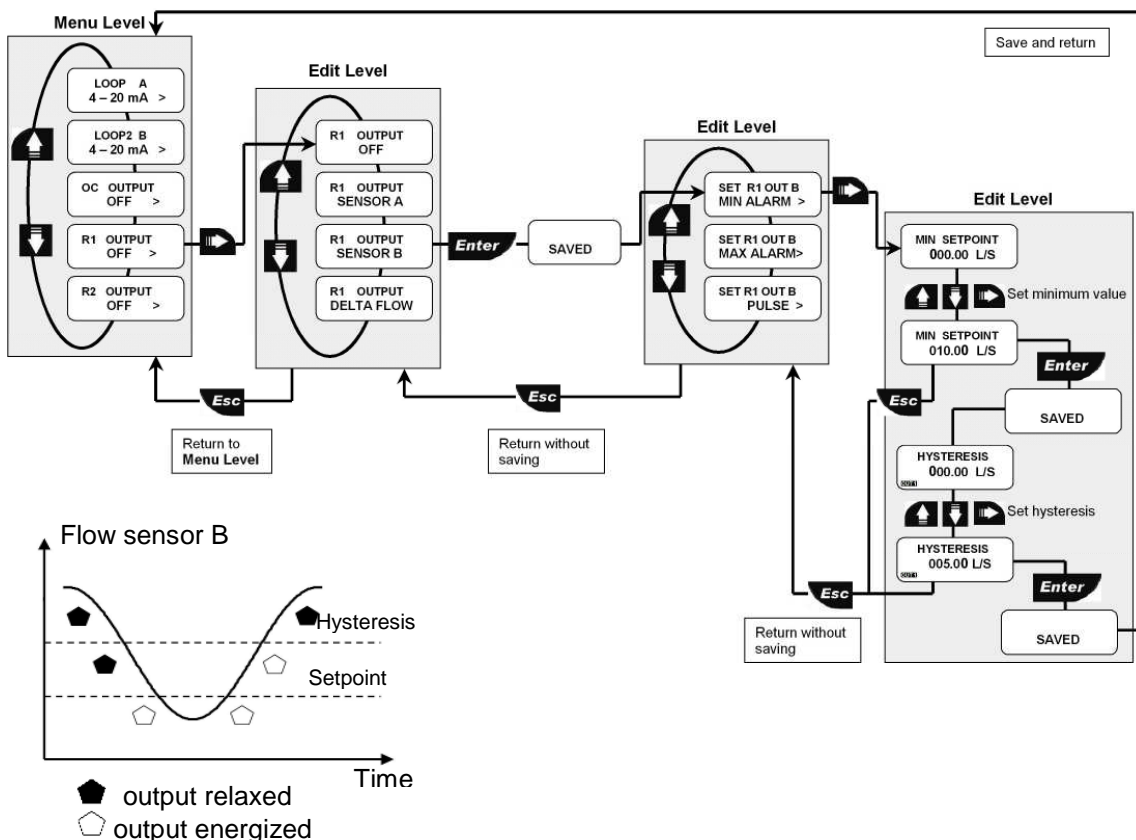 Menu Level
LOOP A
4 – 20 mA >
LOOP2 B
4 – 20 mA >
OC OUTPUT
OFF >
R1 OUTPUT
OFF >
R2 OUTPUT
OFF >
Edit Level
R1 OUTPUT
OFF
R1 OUTPUT
SENSOR A
R1 OUTPUT
SENSOR B
R1 OUTPUT
DELTA FLOW
Enter
SAVED
Edit Level
SET R1 OUT B
MIN ALARM >
SET R1 OUT B
MAX ALARM>
SET R1 OUT B
PULSE >
Save and return
Edit Level
MIN SETPOINT
000.00 L/S
Set minimum value
MIN SETPOINT
010.00 L/S
Enter
SAVED
HYSTERESIS
000.00 L/S
OUT1
Set hysteresis
HYSTERESIS
005.00 L/S
OUT1
Enter
SAVED
Esc
Return to
Menu Level
Esc
Return without
saving
Esc
Esc
Return without
saving
Flow sensor B
Hysteresis
Setpoint
Time
output relaxed
output energized